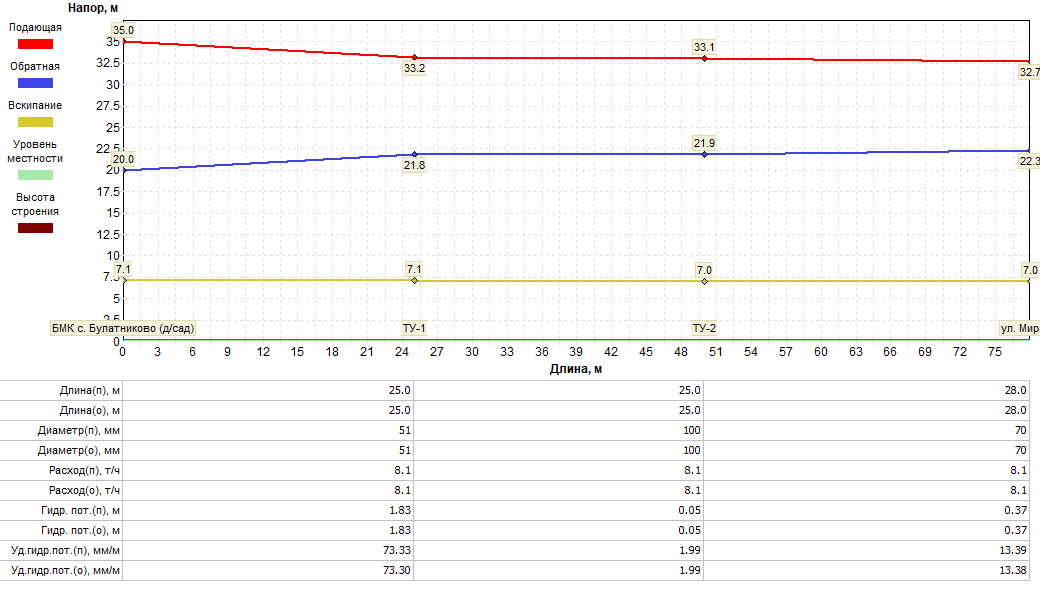 Напор, м
Подающая
Обратная
Вскипание
Уровень
местности
Высота
строения
35
32.5
30
27.5
25
22.5
20
17.5
15
12.5
10
7.5
5
2.5
0
35.0
33.2
33.1
32.7
20.0
21.8
21.9
22.3
7.1
7.1
7.0
7.0
БМК с. Булатниково (д/сад)
ТУ-1
ТУ-2
ул. Мир
0 3 6 9 12 15 18 21 24 27 30 33 36 39 42 45 48 51 54 57 60 63 66 69 72 75
Длина, м
Длина(п), м 25.0 25.0 28.0
Длина(о), м 25.0 25.0 28.0
Диаметр(п), мм 51 100 70
Диаметр(о), мм 51 100 70
Расход(п), т/ч 8.1 8.1 8.1
Расход(о), т/ч 8.1 8.1 8.1
Гидр. пот.(п), м 1.83 0.05 0.37
Гидр. пот.(о), м 1.83 0.05 0.37
Уд.гидр.пот.(п), мм/м 73.33 1.99 13.39
Уд.гидр.пот.(о), мм/м 73.30 1.99 13.38